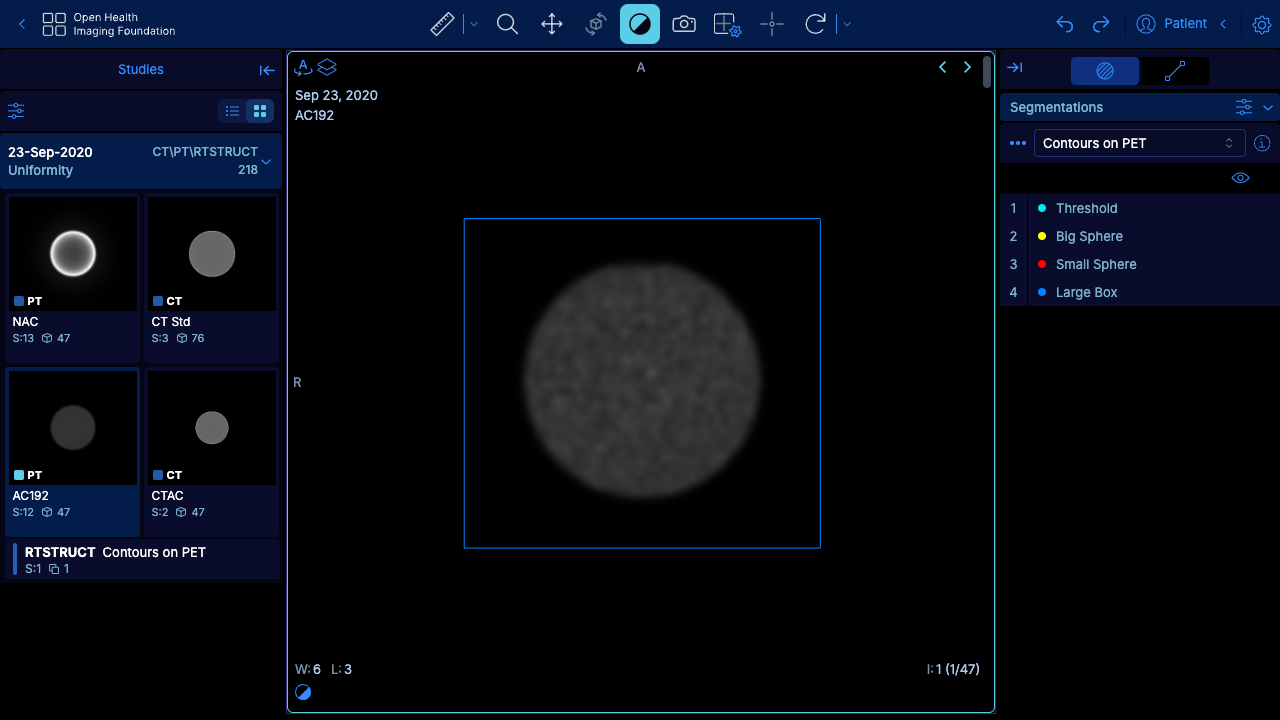 Open Health
Imaging Foundation
Patient
Studies
23-Sep-2020
CT\PT\RTSTRUCT
Uniformity
218
PT
NAC
S:13 47
CT
CT Std
S:3 76
PT
AC192
S:12 47
CT
CTAC
S:2 47
RTSTRUCT Contours on PET
S:1 1
A
A
Sep 23, 2020
AC192
R
W: 6 L: 3
I: 1 (1/47)
Segmentations
Contours on PET
1 Threshold
2 Big Sphere
3 Small Sphere
4 Large Box